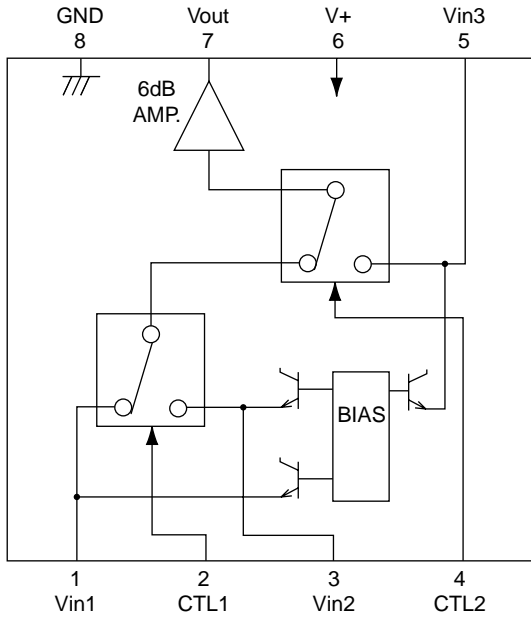 GND Vout V+ Vin3
8 7 6 5
6dB
AMP.
BIAS
1 2 3 4
Vin1 CTL1 Vin2 CTL2